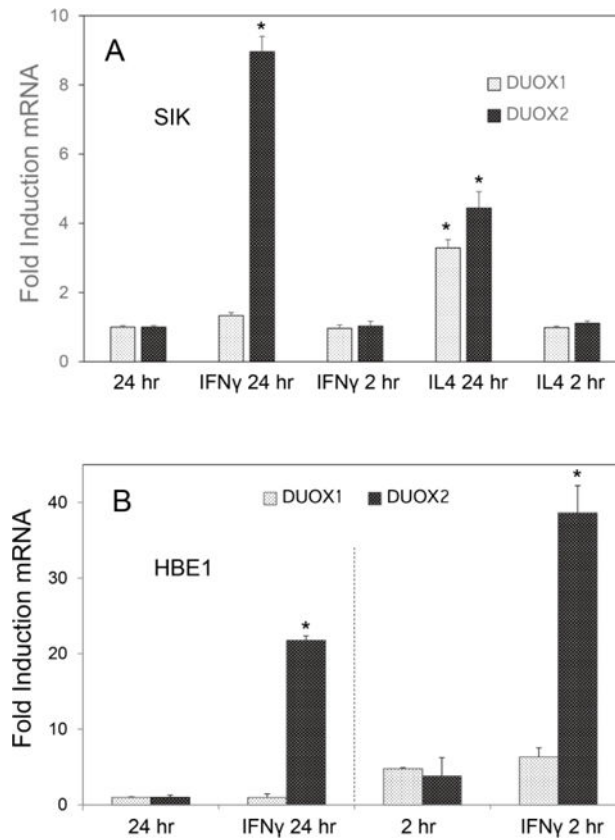 A
SIK
DUOX1
DUOX2
Fold Induction mRNA
10
8
6
4
2
0
*
*
*
24 hr IFNγ 24 hr IFNγ 2 hr IL4 24 hr IL4 2 hr
B
HBE1
DUOX1 DUOX2
Fold Induction mRNA
40
30
20
10
0
*
*
24 hr IFNγ 24 hr 2 hr IFNγ 2 hr